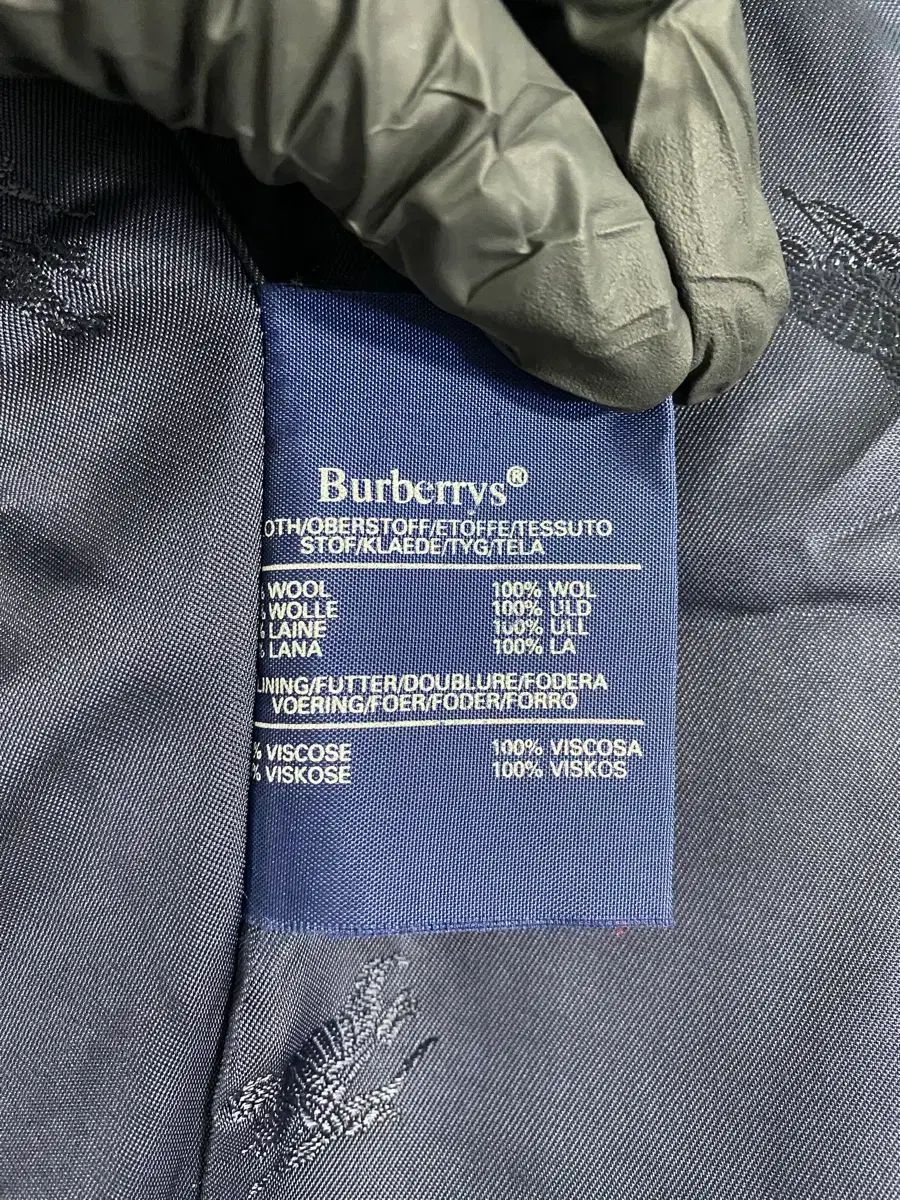 Burberrys®
OTH/OBERSTOFF/ETOFFE/TESSUTO
STOF/KLAEDE/TYG/TELA
WOOL 100% WOL
% WOLLE 100% ULD
% LAINE 100% ULL
% LANA 100% LA
INING/FUTTER/DOUBLURE/FODERA
VOERING/FOER/FODER/FORRO
% VISCOSE 100% VISCOSA
% VISKOSE 100% VISKOS